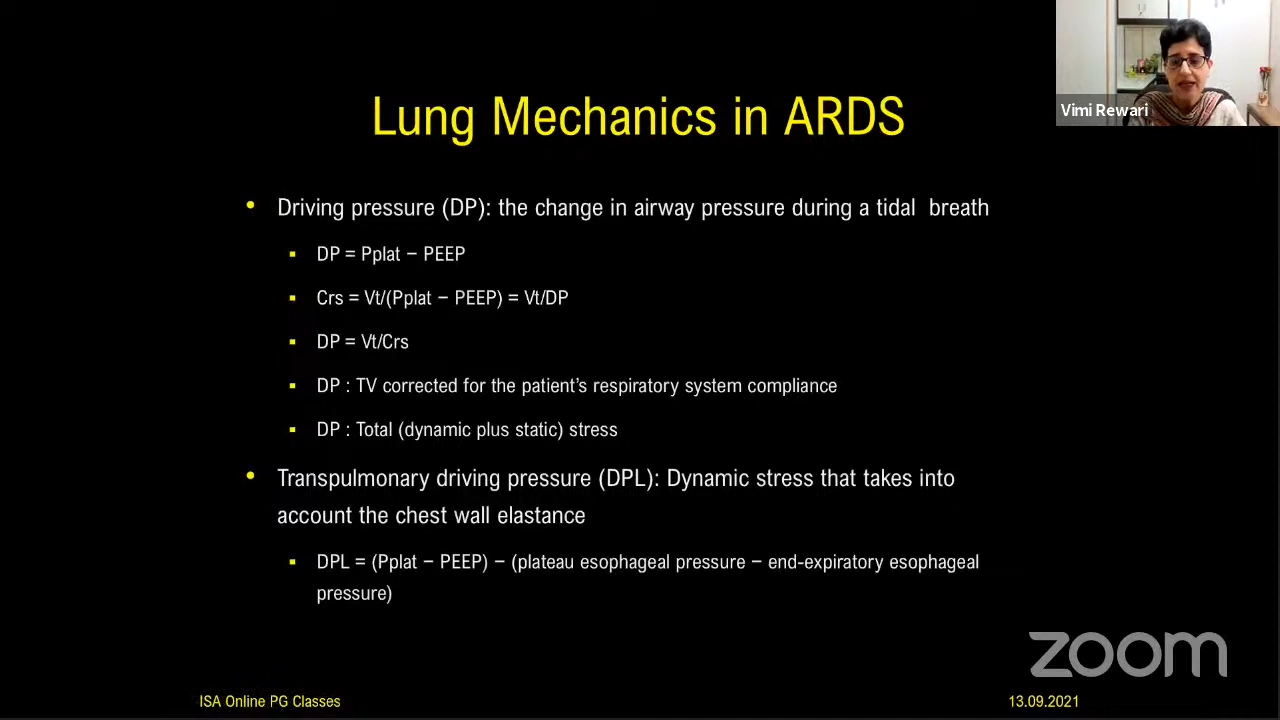 Vimi Rewari
Lung Mechanics in ARDS
• Driving pressure (DP): the change in airway pressure during a tidal breath
▪ DP = Pplat − PEEP
▪ Crs = Vt/(Pplat − PEEP) = Vt/DP
▪ DP = Vt/Crs
▪ DP : TV corrected for the patient’s respiratory system compliance
▪ DP : Total (dynamic plus static) stress
• Transpulmonary driving pressure (DPL): Dynamic stress that takes into
account the chest wall elastance
▪ DPL = (Pplat − PEEP) − (plateau esophageal pressure − end-expiratory esophageal
pressure)
zoom
ISA Online PG Classes
13.09.2021